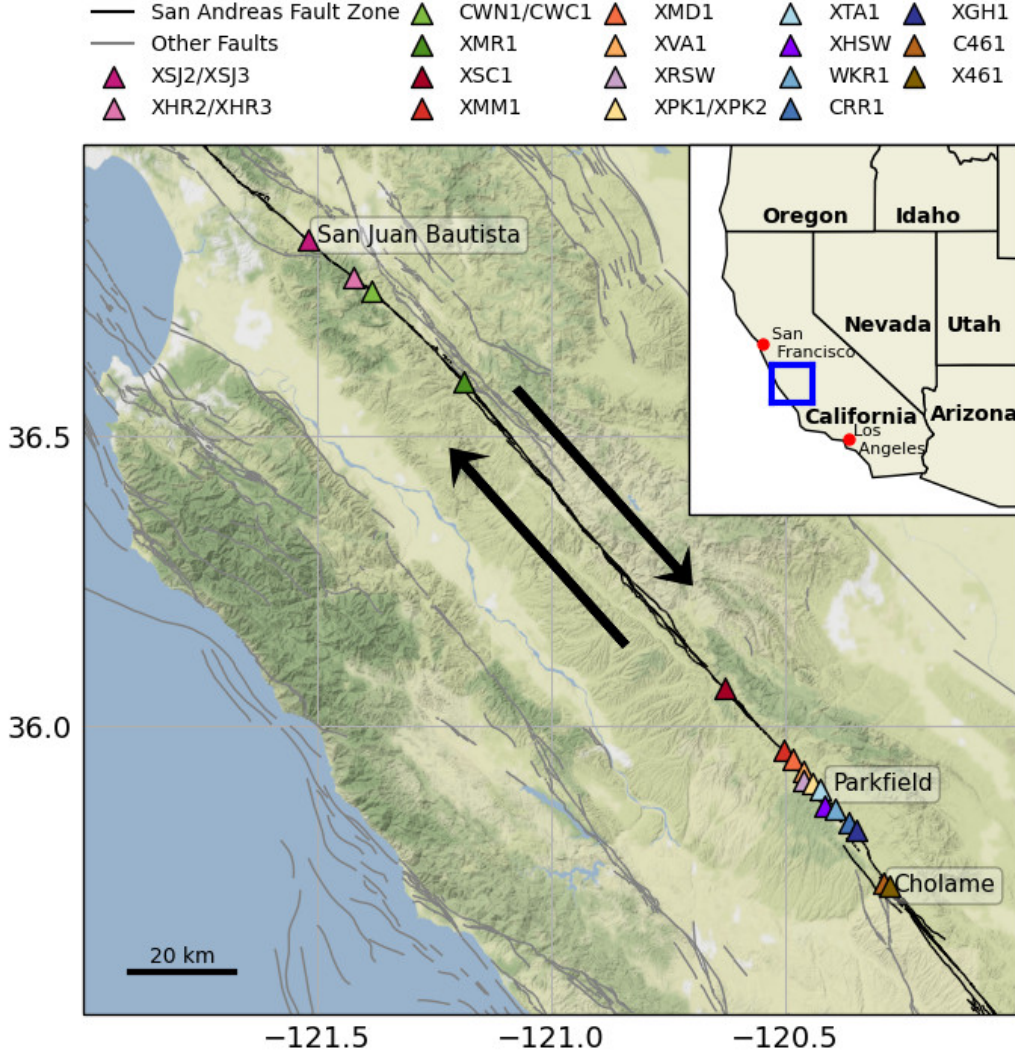 San Andreas Fault Zone
Other Faults
XSJ2/XSJ3
XHR2/XHR3
CWN1/CWC1
XMR1
XSC1
XMM1
XMD1
XVA1
XRSW
XPK1/XPK2
XTA1
XHSW
WKR1
CRR1
XGH1
C461
X461
San Juan Bautista
Oregon
Idaho
Nevada
Utah
San
Francisco
California
Arizona
Los
Angeles
36.5
36.0
Parkfield
Cholame
20 km
−121.5
−121.0
−120.5